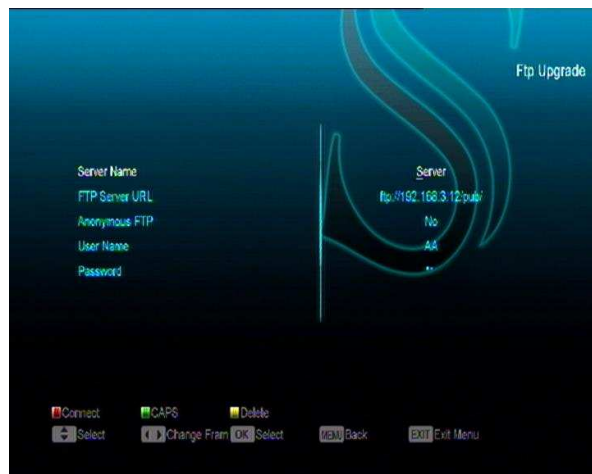 Ftp Upgrade
Server Name Server
FTP Server URL ftp://192.168.3.12/pub/
Anonymous FTP No
User Name AA
Password **
Connect CAPS Delete
Select Change Fram OK Select MENU Back EXIT Exit Menu